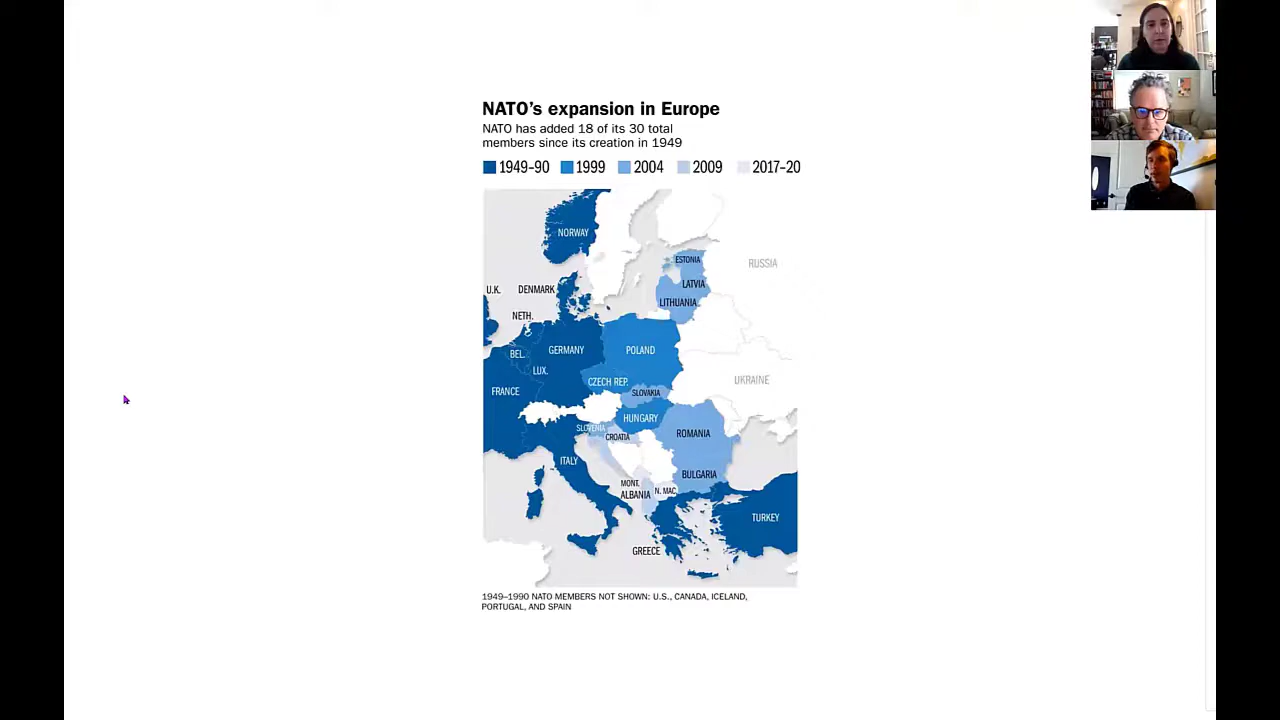 NATO's expansion in Europe
NATO has added 18 of its 30 total
members since its creation in 1949
1949–90 1999 2004 2009 2017–20
NORWAY
ESTONIA
RUSSIA
LATVIA
U.K. DENMARK
LITHUANIA
NETH.
GERMANY POLAND
BEL.
LUX.
UKRAINE
CZECH REP.
FRANCE
SLOVAKIA
HUNGARY
SLOVENIA
CROATIA
ROMANIA
ITALY
BULGARIA
MONT.
ALBANIA N. MAC.
TURKEY
GREECE
1949–1990 NATO MEMBERS NOT SHOWN: U.S., CANADA, ICELAND,
PORTUGAL, AND SPAIN